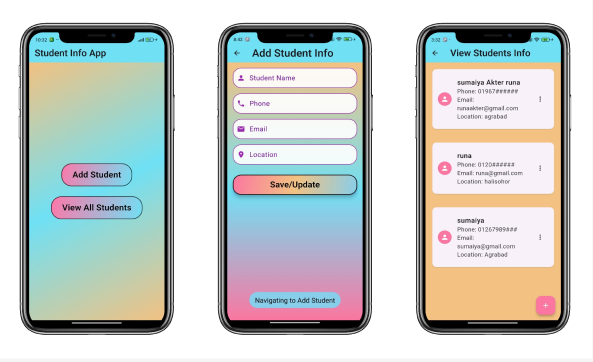 10:32
Student Info App
Add Student
View All Students
8:42
Add Student Info
Student Name
Phone
Email
Location
Save/Update
Navigating to Add Student
View Students Info
sumaiya Akter runa
Phone: 01967######
Email:
runaakter@gmail.com
Location: agrabad
runa
Phone: 0120######
Email: runa@gmail.com
Location: halisohor
sumaiya
Phone: 01267989###
Email:
sumaiya@gmail.com
Location: Agrabad